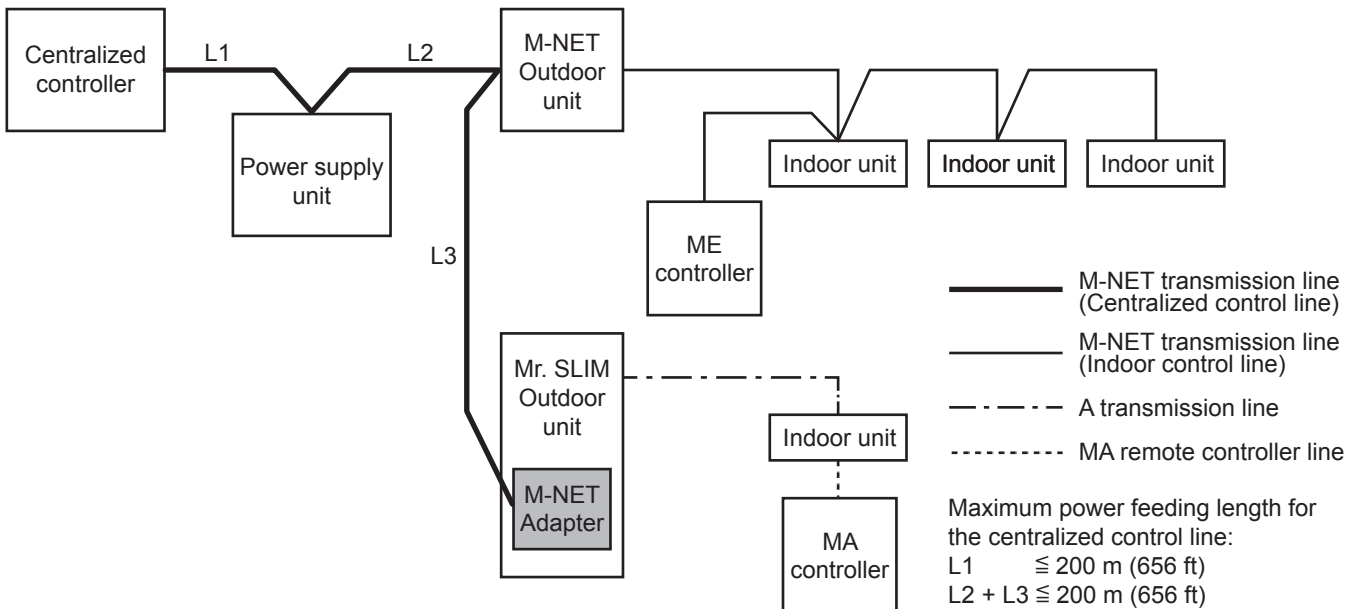 Centralized
controller
L1
L2
M-NET
Outdoor
unit
Power supply
unit
Indoor unit
Indoor unit
Indoor unit
ME
controller
L3
M-NET transmission line
(Centralized control line)
M-NET transmission line
(Indoor control line)
A transmission line
MA remote controller line
Mr. SLIM
Outdoor
unit
M-NET
Adapter
Indoor unit
MA
controller
Maximum power feeding length for
the centralized control line:
L1 ≦ 200 m (656 ft)
L2 + L3 ≦ 200 m (656 ft)